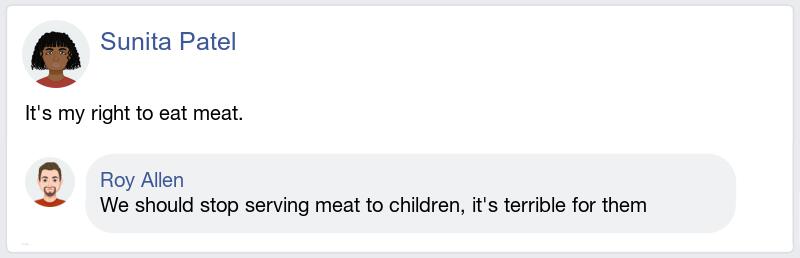 Sunita Patel
It's my right to eat meat.
Roy Allen
We should stop serving meat to children, it's terrible for them